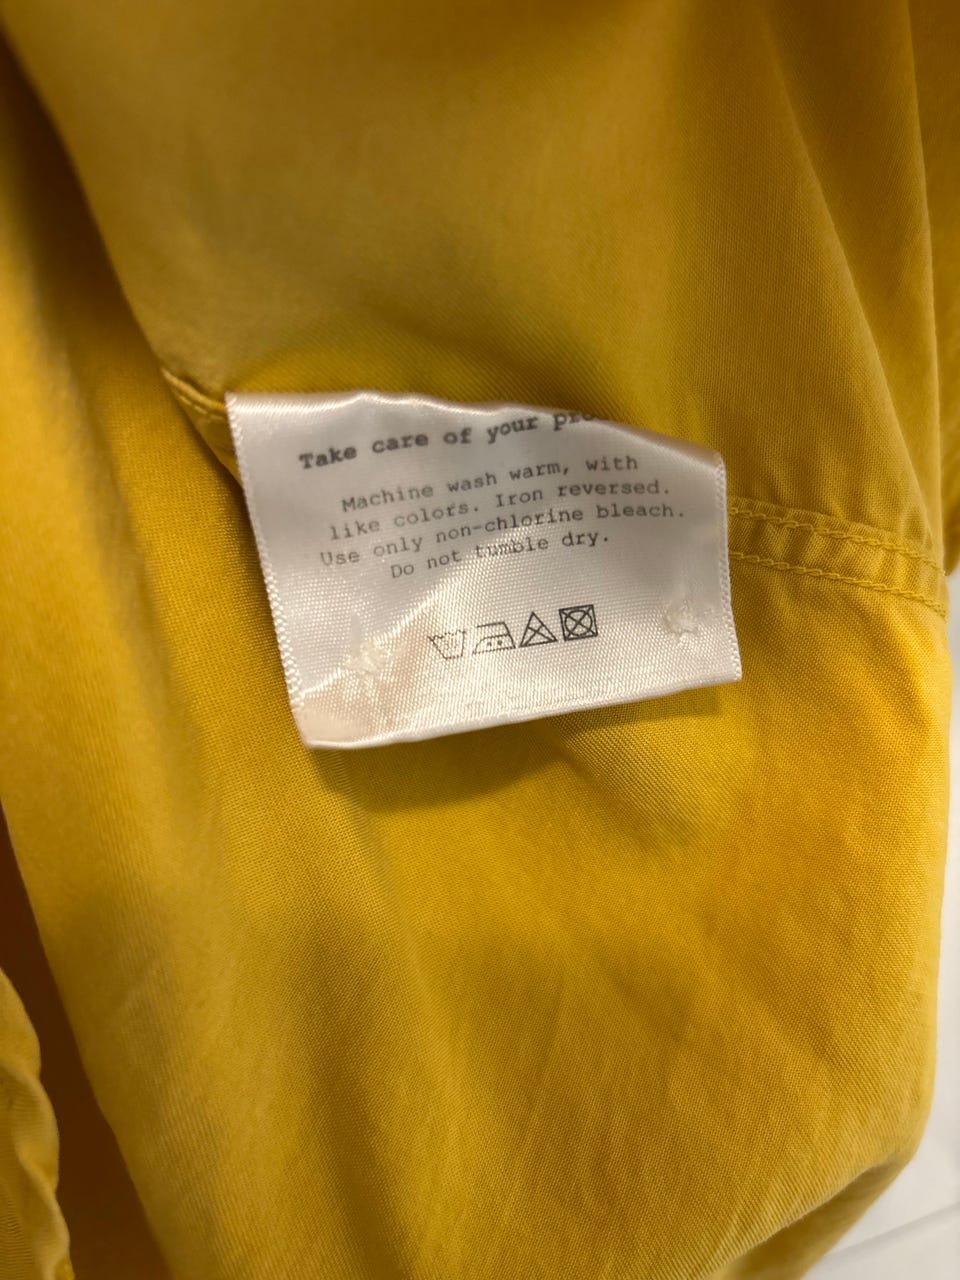 Take care of your
Machine wash warm, with
like colors. Iron reversed.
Use only non-chlorine bleach.
Do not tumble dry.